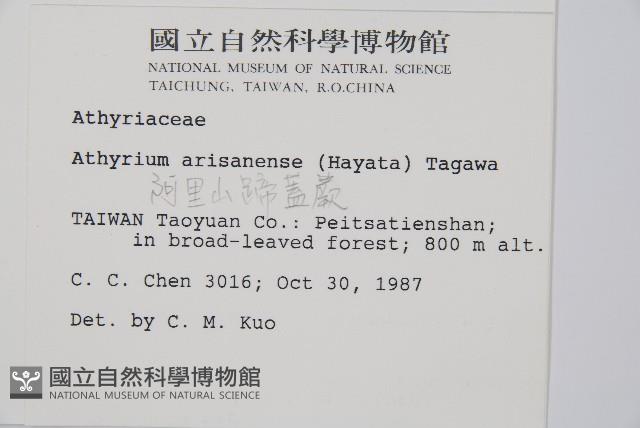 國立自然科學博物館
NATIONAL MUSEUM OF NATURAL SCIENCE
TAICHUNG, TAIWAN, R.O.CHINA
Athyriaceae
Athyrium arisanense (Hayata) Tagawa
阿里山蹄蓋蕨
TAIWAN Taoyuan Co.: Peitsatienshan;
in broad-leaved forest; 800 m alt.
C. C. Chen 3016; Oct 30, 1987
Det. by C. M. Kuo
國立自然科學博物館
NATIONAL MUSEUM OF NATURAL SCIENCE